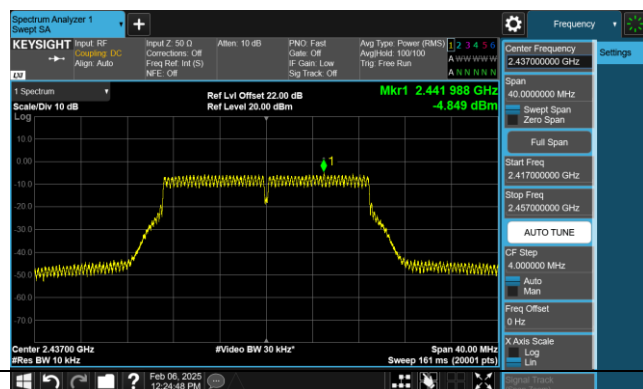 Spectrum Analyzer 1
Swept SA
Frequency
KEYSIGHT
Input: RF
Coupling: DC
Align: Auto
Input Z: 50 Ω
Corrections: Off
Freq Ref: Int (S)
NFE: Off
Atten: 10 dB
PNO: Fast
Gate: Off
IF Gain: Low
Sig Track: Off
Avg Type: Power (RMS)
Avg|Hold: 100/100
Trig: Free Run
1 2 3 4 5 6
A W W W W W
A N N N N N
LXI
Center Frequency
2.437000000 GHz
Settings
Span
40.0000000 MHz
Swept Span
Zero Span
Full Span
Start Freq
2.417000000 GHz
Stop Freq
2.457000000 GHz
AUTO TUNE
CF Step
4.000000 MHz
Auto
Man
Freq Offset
0 Hz
X Axis Scale
Log
Lin
Signal Track
1 Spectrum
Scale/Div 10 dB
Log
Ref Lvl Offset 22.00 dB
Ref Level 20.00 dBm
Mkr1 2.441 988 GHz
-4.849 dBm
10.0
0.00
-10.0
-20.0
-30.0
-40.0
-50.0
-60.0
-70.0
1
Center 2.43700 GHz
#Res BW 10 kHz
#Video BW 30 kHz*
Span 40.00 MHz
Sweep 161 ms (20001 pts)
Feb 06, 2025
12:24:48 PM